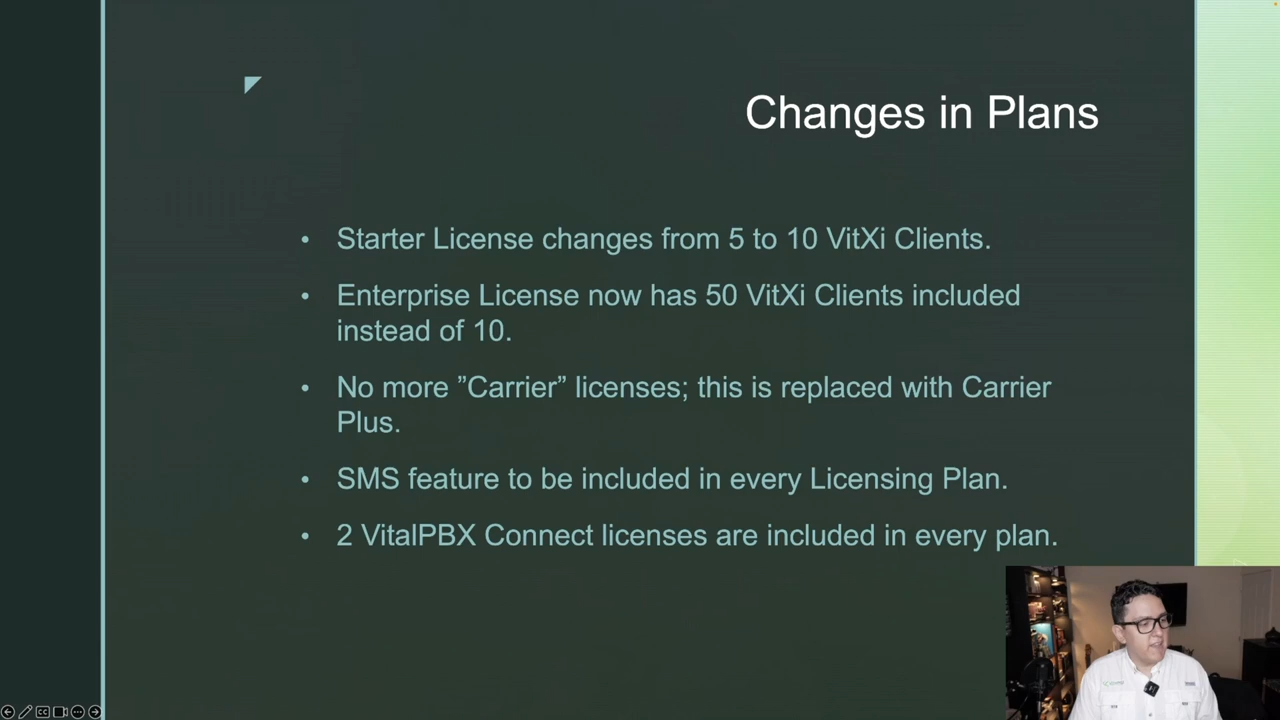 Changes in Plans
• Starter License changes from 5 to 10 VitXi Clients.
• Enterprise License now has 50 VitXi Clients included
instead of 10.
• No more ”Carrier” licenses; this is replaced with Carrier
Plus.
• SMS feature to be included in every Licensing Plan.
• 2 VitalPBX Connect licenses are included in every plan.